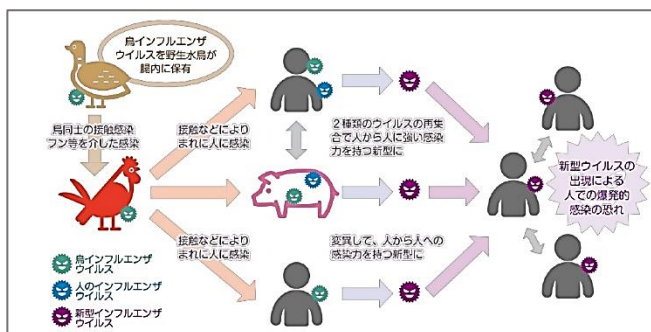 鳥インフルエンザ
ウイルスを野生水鳥が
腸内に保有
鳥同士の接触感染
フン等を介した感染
接触などにより
まれに人に感染
2種類のウイルスの再集
合で人から人に強い感染
力を持つ新型に
新型ウイルスの
出現による
人での爆発的
感染の恐れ
接触などにより
まれに人に感染
変異して、人から人への
感染力を持つ新型に
鳥インフルエンザ
ウイルス
人のインフルエンザ
ウイルス
新型インフルエンザ
ウイルス